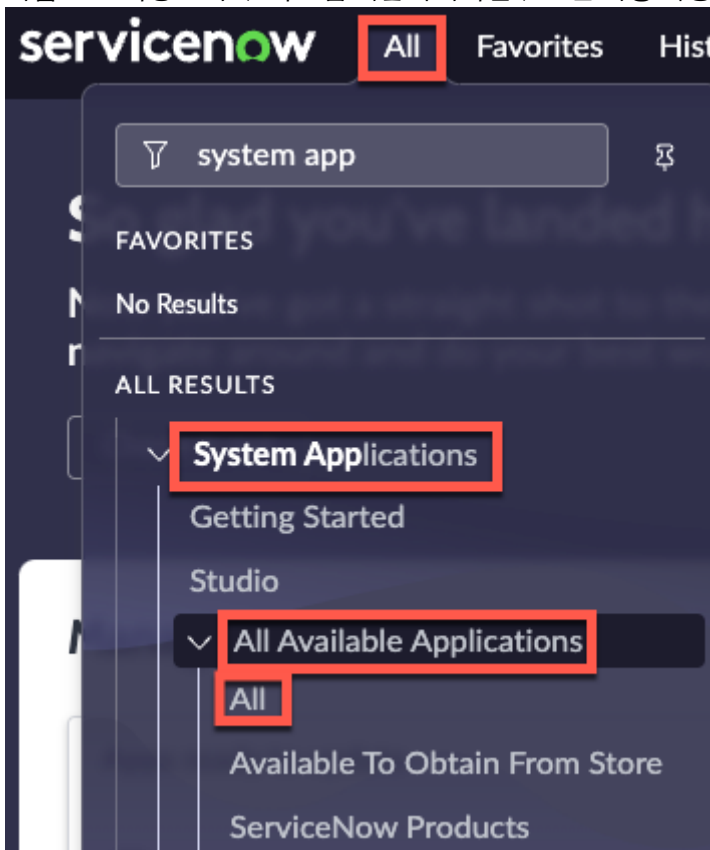 servicenow All Favorites Hist
system app
FAVORITES
No Results
ALL RESULTS
System Applications
Getting Started
Studio
All Available Applications
All
Available To Obtain From Store
ServiceNow Products